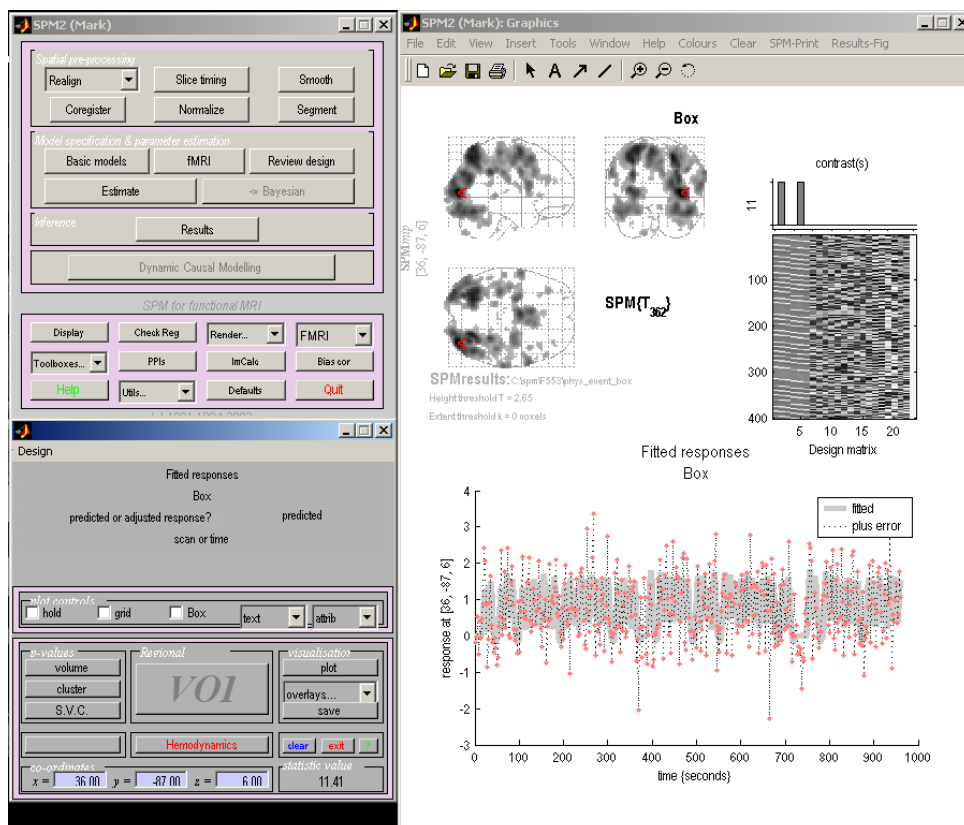 SPM2 (Mark)
Spatial pre-processing
Realign
Slice timing
Smooth
Coregister
Normalize
Segment
Model specification & parameter estimation
Basic models
fMRI
Review design
Estimate
-> Bayesian
Inference
Results
Dynamic Causal Modelling
SPM for functional MRI
Display
Check Reg
Render...
FMRI
Toolboxes...
PPIs
ImCalc
Bias cor
Help
Utils...
Defaults
Quit
Design
Fitted responses
Box
predicted or adjusted response?
predicted
scan or time
plot controls
hold
grid
Box
text
attrib
p-values
Regional
visualisation
volume
VOI
plot
cluster
overlays...
S.V.C.
save
Hemodynamics
clear
exit
?
co-ordinates
statistic value
x = 36.00 y = -87.00 z = 6.00
11.41
SPM2 (Mark): Graphics
File Edit View Insert Tools Window Help Colours Clear SPM-Print Results-Fig
A
Box
contrast(s)
11
SPMmip
[36, -87, 6]
<
<
<
SPM{T362}
SPMresults: C:\spm\F553\phys_event_box
Height threshold T = 2.65
Extent threshold k = 0 voxels
100
200
300
400
5 10 15 20
Design matrix
Fitted responses
Box
fitted
plus error
response at [36, -87, 6]
4
3
2
1
0
-1
-2
-3
0 100 200 300 400 500 600 700 800 900 1000
time {seconds}